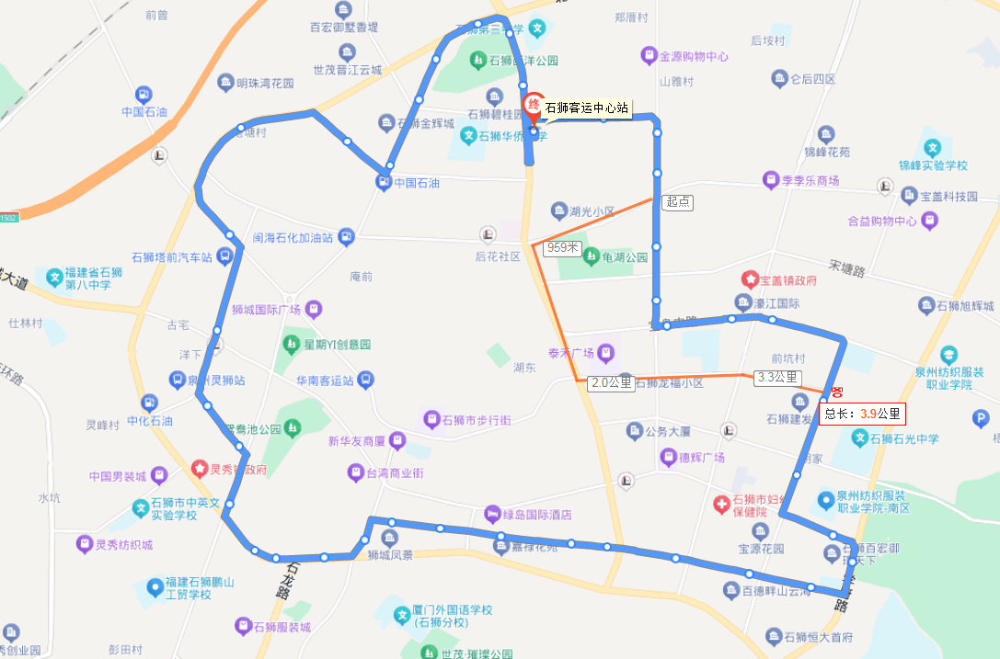 前曾
百宏御墅香堤
石狮第三中学
郑厝村
后垵村
世茂晋江云城
石狮西洋公园
金源购物中心
山雅村
仑后四区
明珠湾花园
中国石油
石狮碧桂园
终
石狮客运中心站
石狮金辉城
石狮华侨中学
塘村
锦峰花苑
锦峰实验学校
中国石油
季季乐商场
起点
宝盖科技园
湖光小区
合益购物中心
1502
闽海石化加油站
959米
后花社区
龟湖公园
石狮塔前汽车站
福建省石狮
第八中学
大道
庵前
宋塘路
宝盖镇政府
濠江国际
石狮旭辉城
狮城国际广场
仕林村
古宅
洋下
星期YI创意园
泰禾广场
前坑村
湖东
2.0公里
石狮龙福小区
3.3公里
泉州纺织服装
职业学院
环路
泉州灵狮站
华南客运站
中化石油
总长：3.9公里
石狮建发
灵峰村
鸳鸯池公园
石狮市步行街
公务大厦
石狮石光中学
新华友商厦
德辉广场
灵秀镇政府
中国男装城
台湾商业街
水坑
石狮市中英文
实验学校
绿岛国际酒店
石狮市妇幼
保健院
泉州纺织服装
职业学院-南区
灵秀纺织城
狮城凤景
嘉禄花苑
宝源花园
石狮百宏御
天下
石龙路
福建石狮鹏山
工贸学校
百德畔山云海
路
厦门外国语学校
(石狮分校)
石狮服装城
石狮恒大首府
秀创业园
彭田村
世茂·璀璨公园